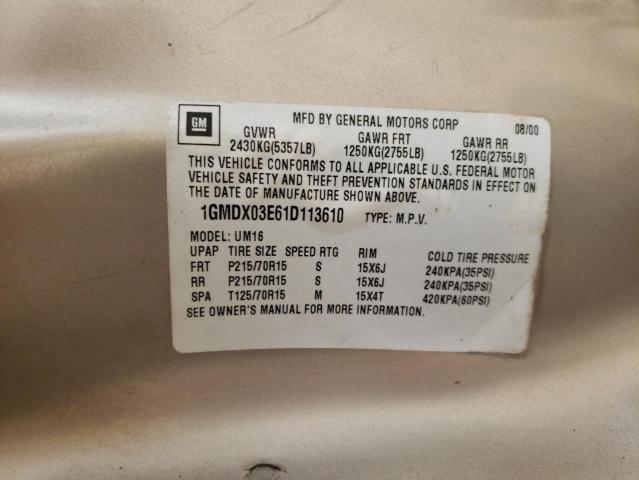 GM
MFD BY GENERAL MOTORS CORP 08/00
GVWR GAWR FRT GAWR RR
2430KG(5357LB) 1250KG(2755LB) 1250KG(2755LB)
THIS VEHICLE CONFORMS TO ALL APPLICABLE U.S. FEDERAL MOTOR
VEHICLE SAFETY AND THEFT PREVENTION STANDARDS IN EFFECT ON
THE DATE OF MANUFACTURE SHOWN ABOVE.
1GMDX03E61D113610 TYPE: M.P.V.
MODEL: UM16
UPAP TIRE SIZE SPEED RTG RIM COLD TIRE PRESSURE
FRT P215/70R15 S 15X6J 240KPA(35PSI)
RR P215/70R15 S 15X6J 240KPA(35PSI)
SPA T125/70R15 M 15X4T 420KPA(60PSI)
SEE OWNER'S MANUAL FOR MORE INFORMATION.